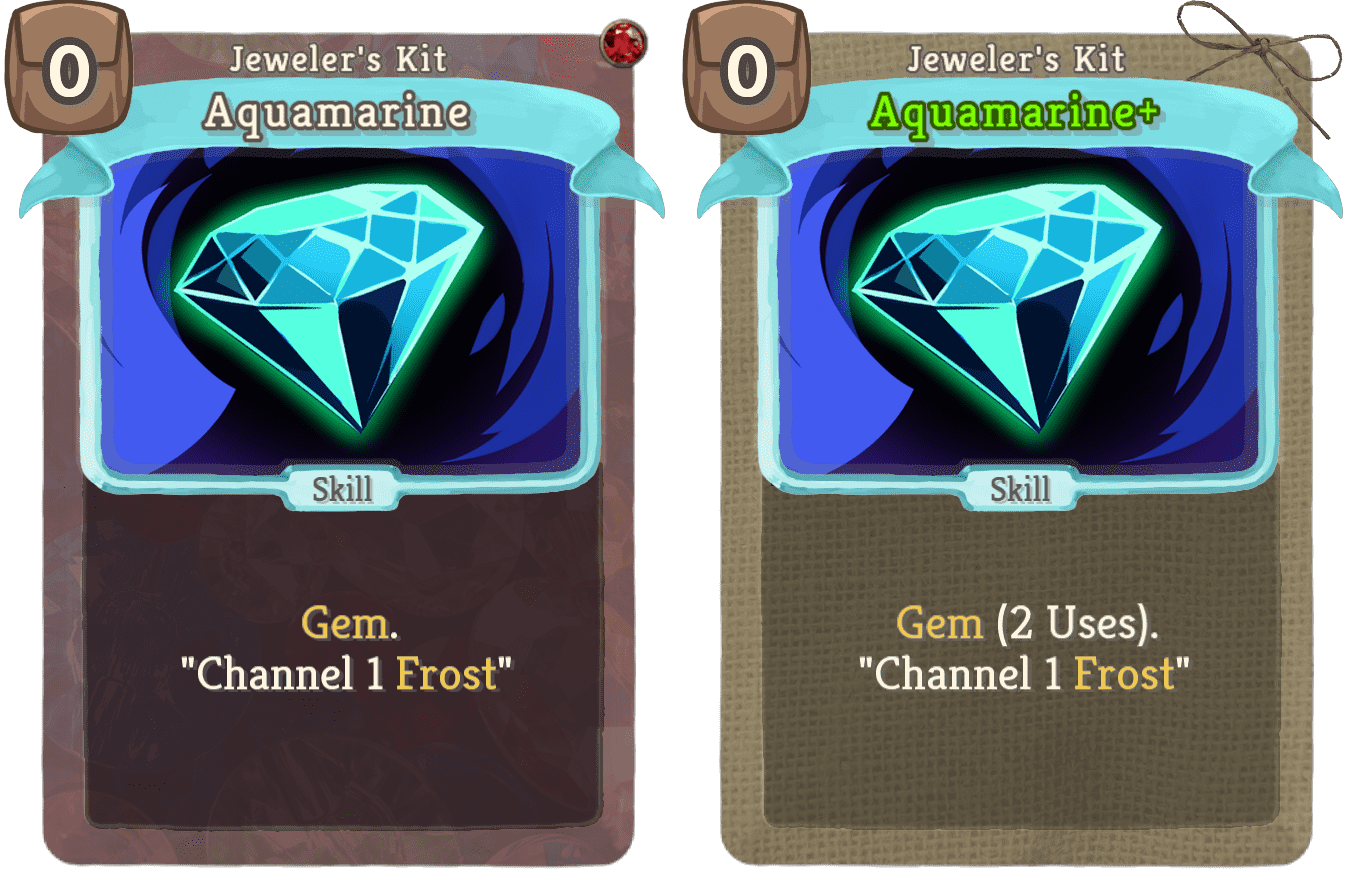 0
Jeweler's Kit
Aquamarine
Skill
Gem.
"Channel 1 Frost"
0
Jeweler's Kit
Aquamarine+
Skill
Gem (2 Uses).
"Channel 1 Frost"